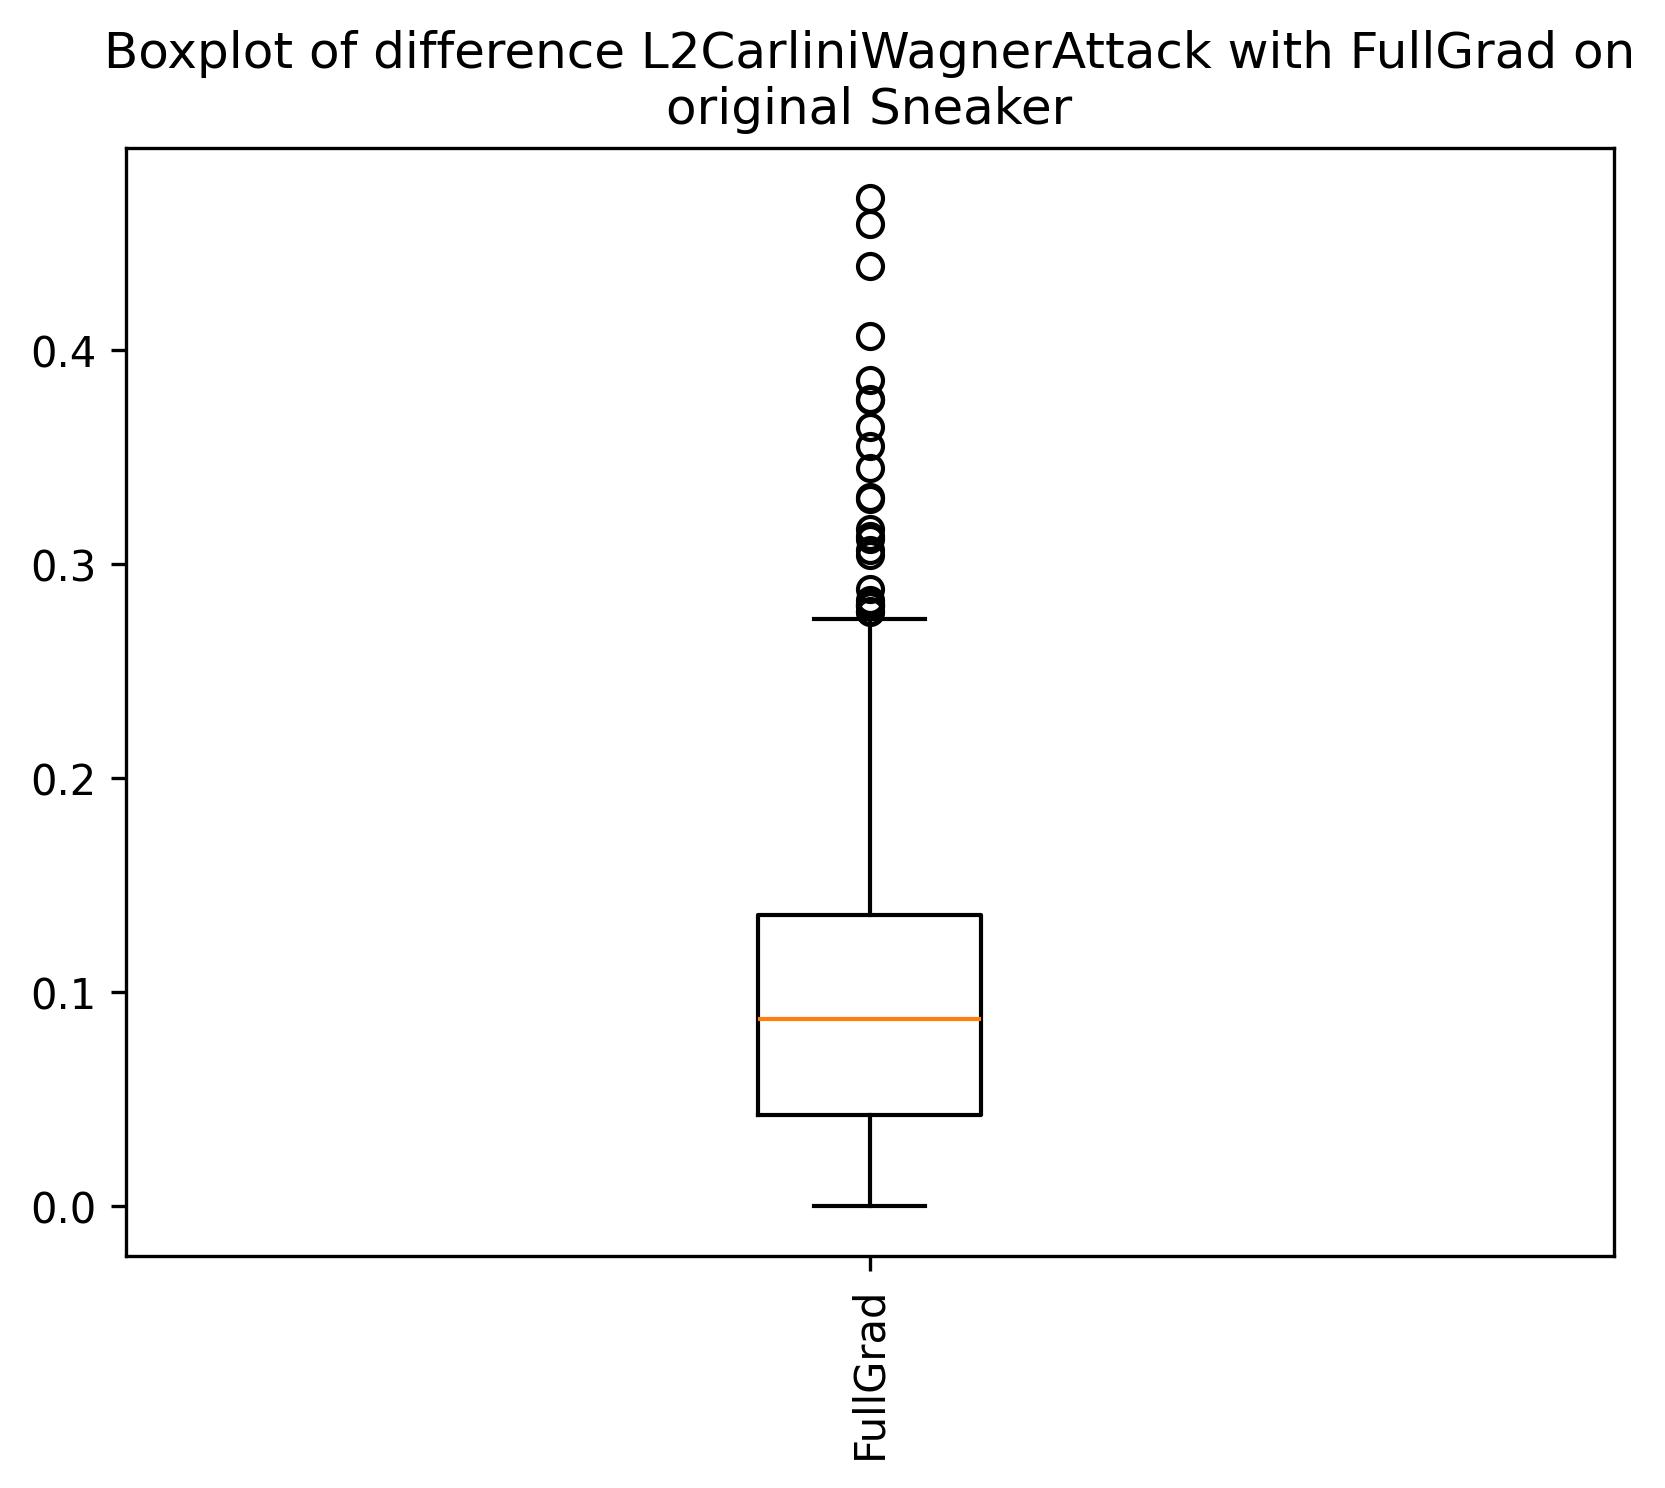 Boxplot of difference L2CarliniWagnerAttack with FullGrad on
original Sneaker
0.4
0.3
0.2
0.1
0.0
FullGrad